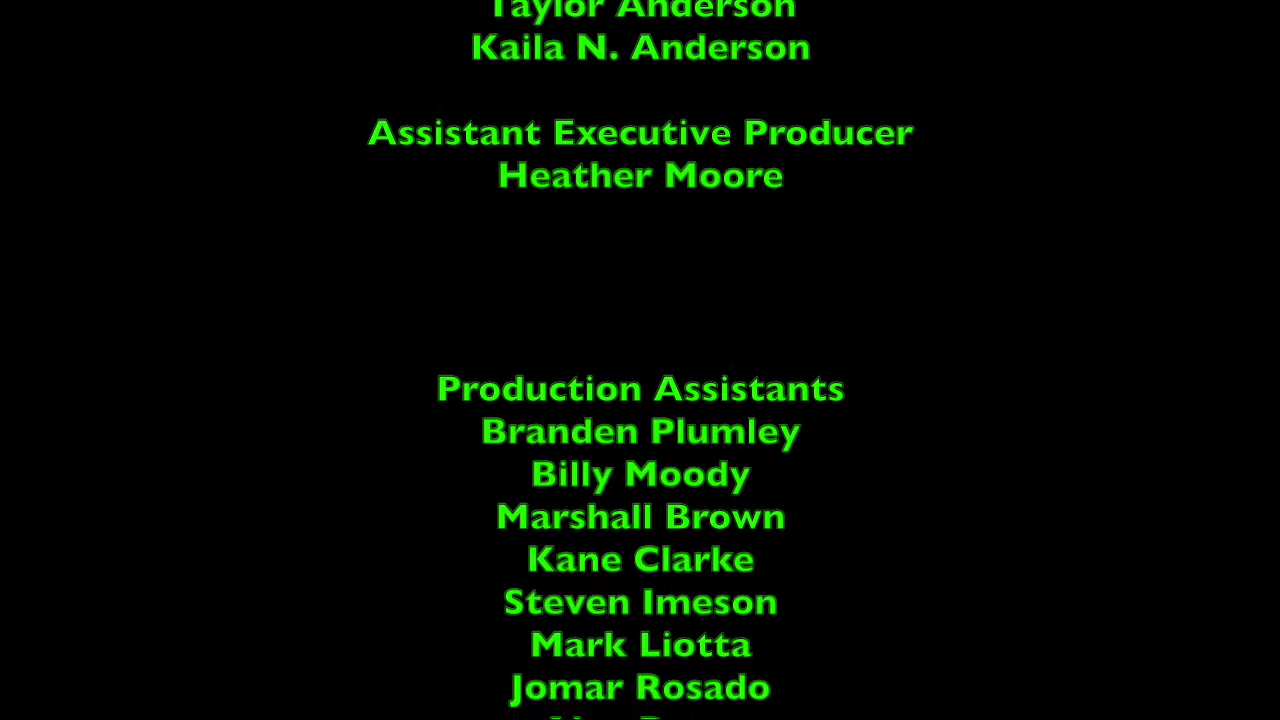 Taylor Anderson
Kaila N. Anderson
Assistant Executive Producer
Heather Moore
Production Assistants
Branden Plumley
Billy Moody
Marshall Brown
Kane Clarke
Steven Imeson
Mark Liotta
Jomar Rosado